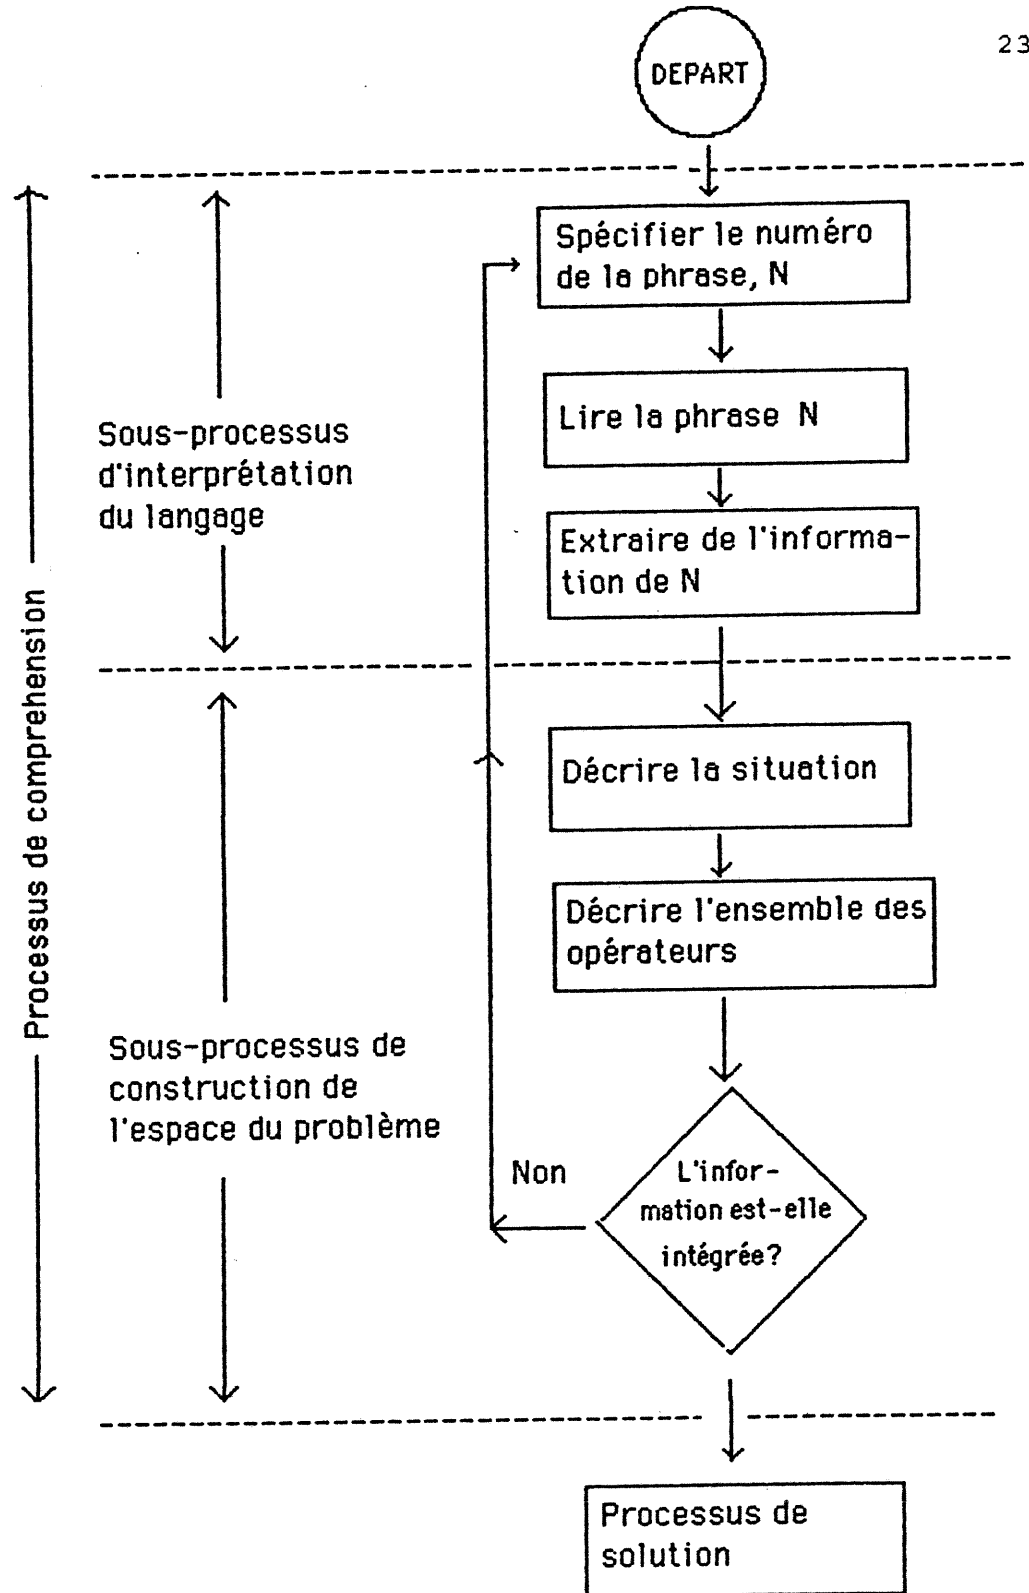 23
DEPART
Spécifier le numéro
de la phrase, N
Lire la phrase N
Extraire de l'informa-
tion de N
Sous-processus
d'interprétation
du langage
Processus de comprehension
Décrire la situation
Décrire l'ensemble des
opérateurs
Sous-processus de
construction de
l'espace du problème
Non
L'infor-
mation est-elle
intégrée?
Processus de
solution